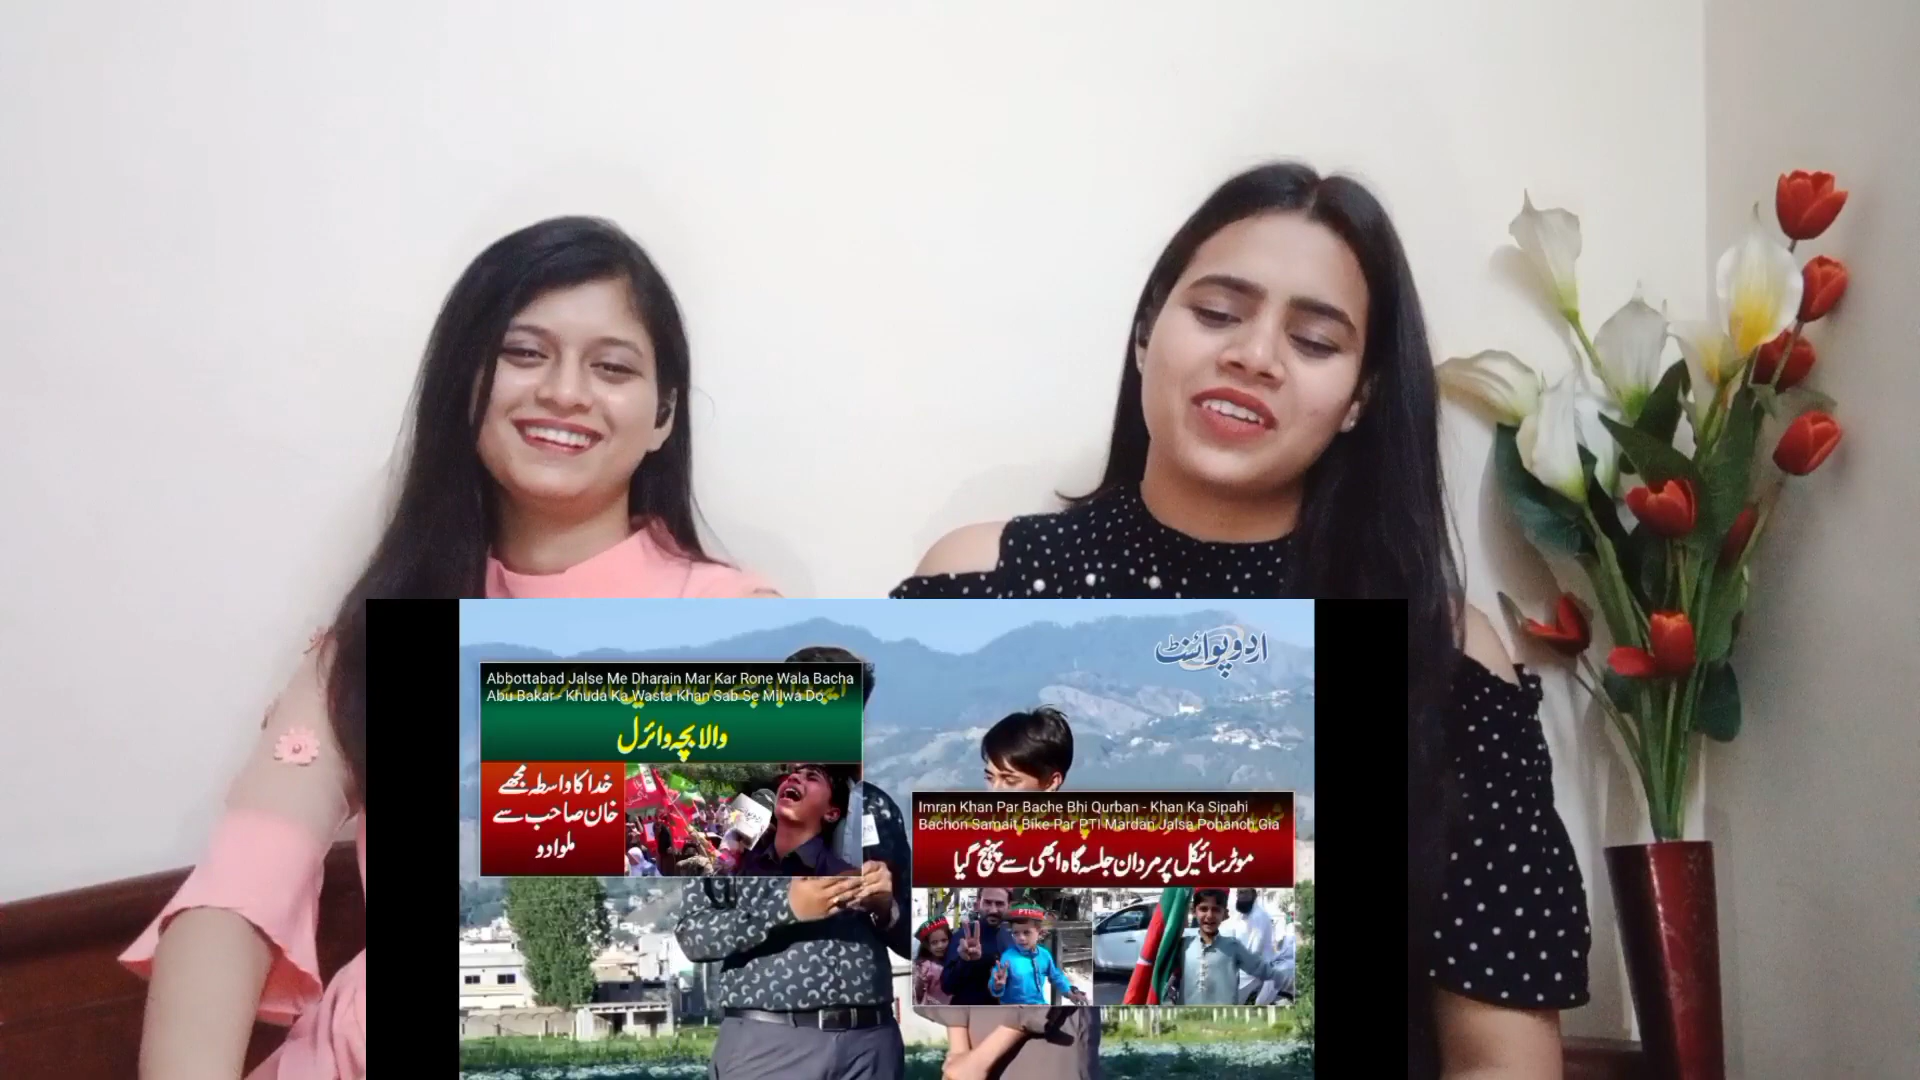 اردو پوائنٹ
Abbottabad Jalse Me Dharain Mar Kar Rone Wala Bacha
Abu Bakar - Khuda Ka Wasta Khan Sab Se Milwa Do
والا بچہ وائرل
خدا کا واسطہ مجھے
خان صاحب سے
ملوا دو
Imran Khan Par Bache Bhi Qurban - Khan Ka Sipahi
Bachon Samait Bike Par PTI Mardan Jalsa Pohanch Gia
موٹر سائیکل پر مردان جلسہ گاہ ابھی سے پہنچ گیا
PTI